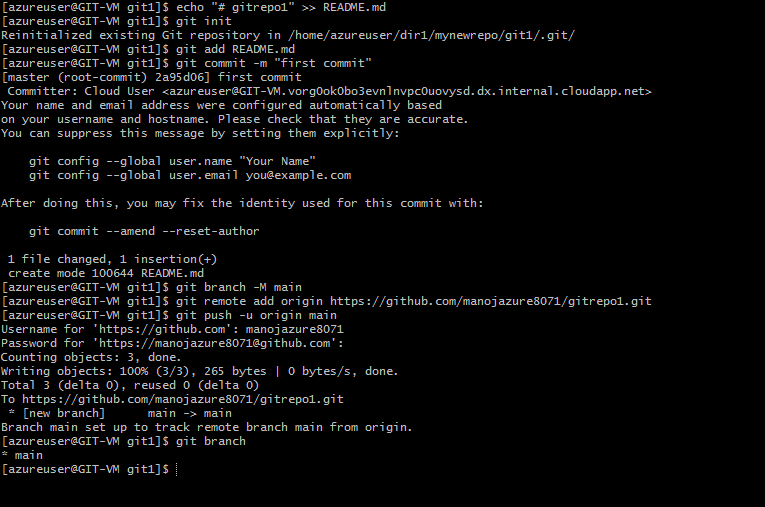 [azureuser@GIT-VM git1]$ echo "# gitrepo1" >> README.md
[azureuser@GIT-VM git1]$ git init
Reinitialized existing Git repository in /home/azureuser/dir1/mynewrepo/git1/.git/
[azureuser@GIT-VM git1]$ git add README.md
[azureuser@GIT-VM git1]$ git commit -m "first commit"
[master (root-commit) 2a95d06] first commit
 Committer: Cloud User <azureuser@GIT-VM.vorg0ok0bo3evnlnvpc0uovysd.dx.internal.cloudapp.net>
Your name and email address were configured automatically based
on your username and hostname. Please check that they are accurate.
You can suppress this message by setting them explicitly:

    git config --global user.name "Your Name"
    git config --global user.email you@example.com

After doing this, you may fix the identity used for this commit with:

    git commit --amend --reset-author

 1 file changed, 1 insertion(+)
 create mode 100644 README.md
[azureuser@GIT-VM git1]$ git branch -M main
[azureuser@GIT-VM git1]$ git remote add origin https://github.com/manojazure8071/gitrepo1.git
[azureuser@GIT-VM git1]$ git push -u origin main
Username for 'https://github.com': manojazure8071
Password for 'https://manojazure8071@github.com':
Counting objects: 3, done.
Writing objects: 100% (3/3), 265 bytes | 0 bytes/s, done.
Total 3 (delta 0), reused 0 (delta 0)
To https://github.com/manojazure8071/gitrepo1.git
 * [new branch]      main -> main
Branch main set up to track remote branch main from origin.
[azureuser@GIT-VM git1]$ git branch
* main
[azureuser@GIT-VM git1]$